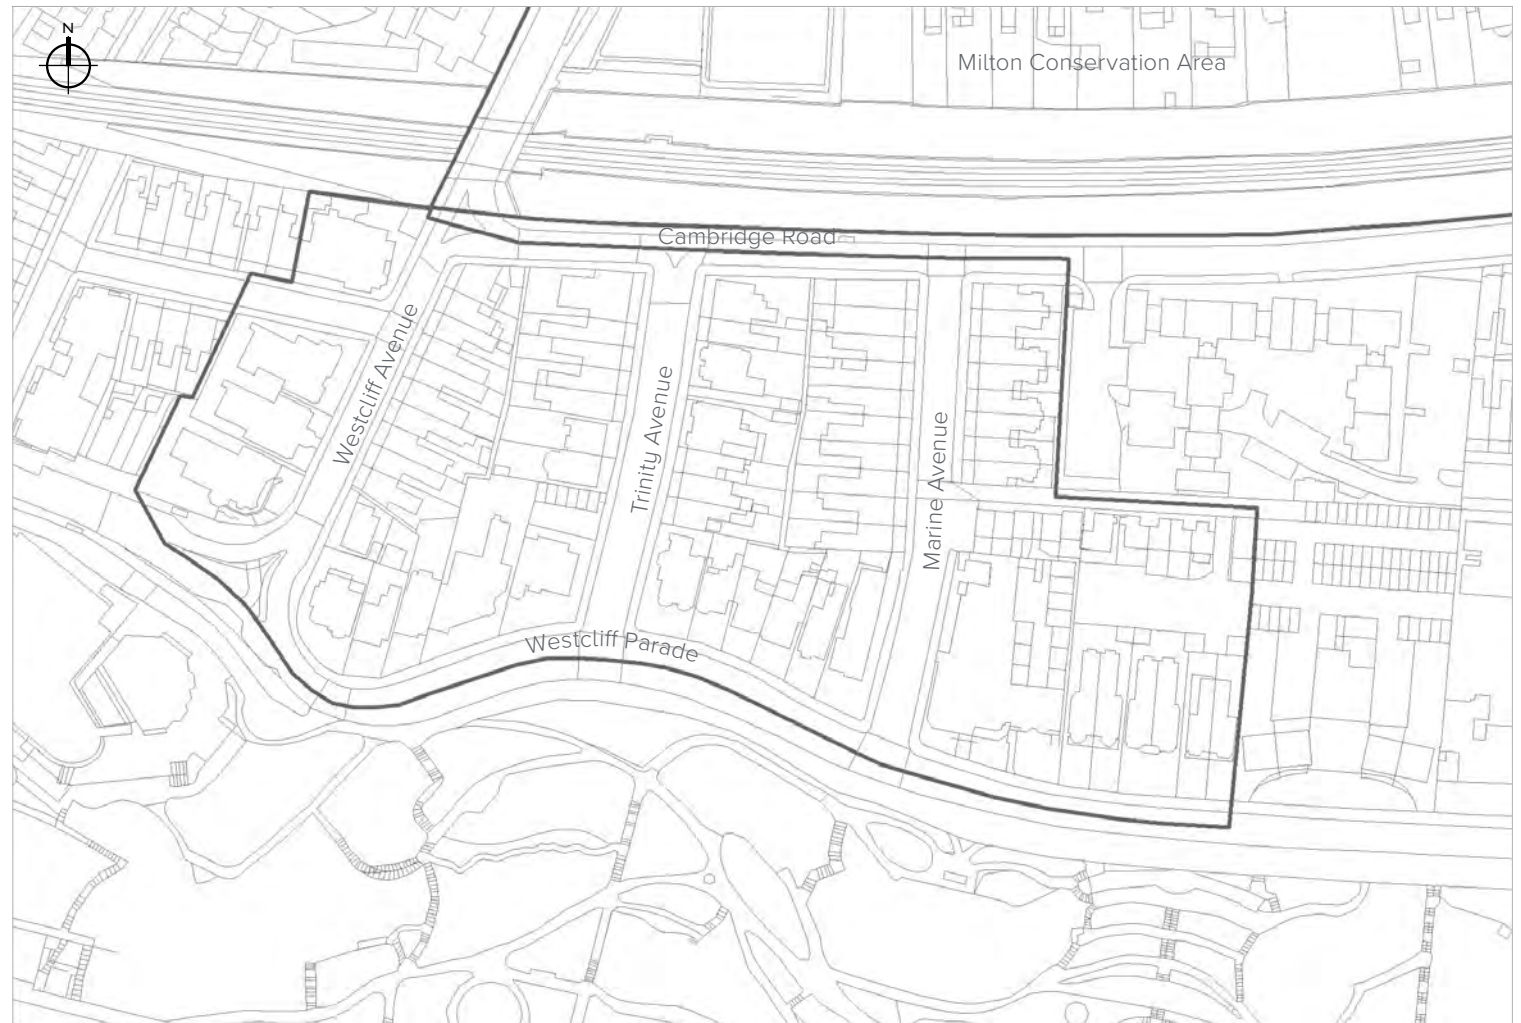 N
Milton Conservation Area
Cambridge Road
Westcliff Avenue
Trinity Avenue
Marine Avenue
Westcliff Parade